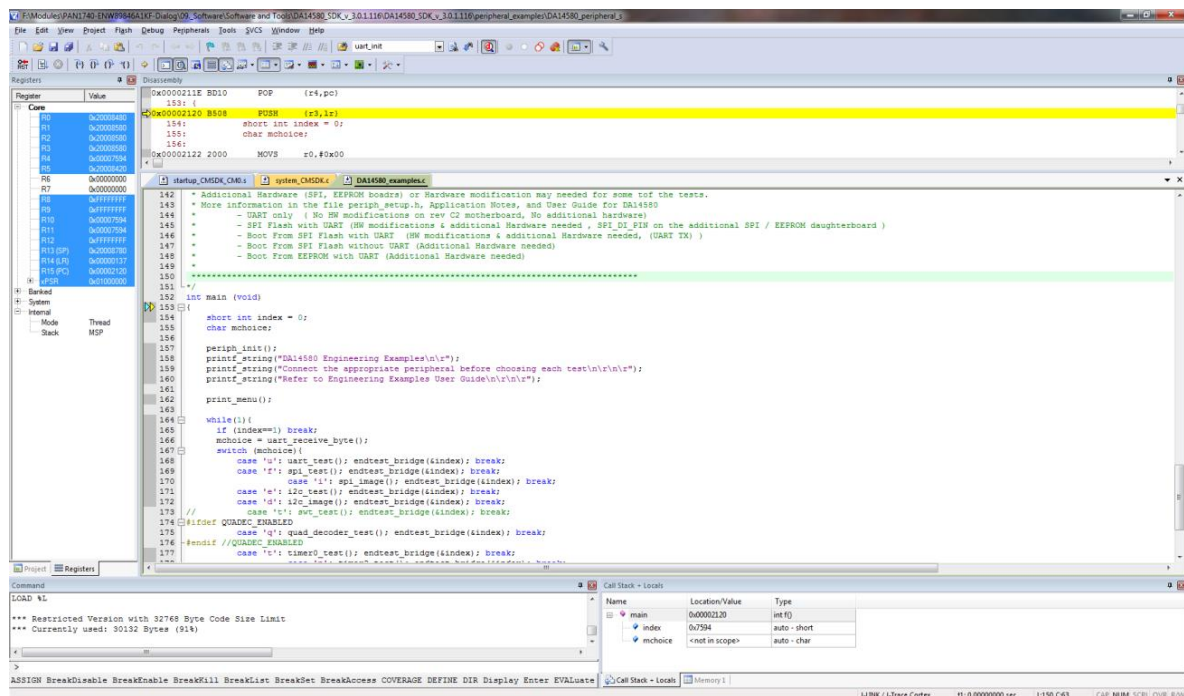 F:\Modules\PAN1740-ENW89846A1KF-Dialog\09_Software\Software and Tools\DA14580_SDK_v_3.0.1.116\DA14580_SDK_v_3.0.1.116\peripheral_examples\DA14580_peripheral_s
File Edit View Project Flash Debug Peripherals Tools SVCS Window Help
uart_init
Registers
Register Value
Core
R0 0x20008480
R1 0x20008580
R2 0x20008580
R3 0x20008580
R4 0x00007594
R5 0x20008420
R6 0x00000000
R7 0x00000000
R8 0xFFFFFFFF
R9 0xFFFFFFFF
R10 0x00007594
R11 0x00007594
R12 0xFFFFFFFF
R13 (SP) 0x20008780
R14 (LR) 0x00000137
R15 (PC) 0x00002120
xPSR 0x01000000
Banked
System
Internal
Mode Thread
Stack MSP
Project Registers
Disassembly
0x0000211E BD10 POP {r4,pc}
153: {
0x00002120 B508 PUSH {r3,lr}
154: short int index = 0;
155: char mchoice;
156:
0x00002122 2000 MOVS r0,#0x00
startup_CMSDK_CM0.s system_CMSDK.c DA14580_examples.c
142 * Addicional Hardware (SPI, EEPROM boadrs) or Hardware modification may needed for some tof the tests.
143 * More information in the file periph_setup.h, Application Notes, and User Guide for DA14580
144 * - UART only ( No HW modifications on rev C2 motherboard, No additional hardware)
145 * - SPI Flash with UART (HW modifications & additional Hardware needed , SPI_DI_PIN on the additional SPI / EEPROM daughterboard )
146 * - Boot From SPI Flash with UART (HW modifications & additional Hardware needed, (UART TX) )
147 * - Boot From SPI Flash without UART (Additional Hardware needed)
148 * - Boot From EEPROM with UART (Additional Hardware needed)
149 *
150 ****************************************************************************************
151 */
152 int main (void)
153 {
154 short int index = 0;
155 char mchoice;
156
157 periph_init();
158 printf_string("DA14580 Engineering Examples\n\r");
159 printf_string("Connect the appropriate peripheral before choosing each test\n\r\n\r");
160 printf_string("Refer to Engineering Examples User Guide\n\r\n\r");
161
162 print_menu();
163
164 while(1){
165 if (index==1) break;
166 mchoice = uart_receive_byte();
167 switch (mchoice){
168 case 'u': uart_test(); endtest_bridge(&index); break;
169 case 'f': spi_test(); endtest_bridge(&index); break;
170 case 'i': spi_image(); endtest_bridge(&index); break;
171 case 'e': i2c_test(); endtest_bridge(&index); break;
172 case 'd': i2c_image(); endtest_bridge(&index); break;
173 // case 't': swt_test(); endtest_bridge(&index); break;
174 #ifdef QUADEC_ENABLED
175 case 'q': quad_decoder_test(); endtest_bridge(&index); break;
176 #endif //QUADEC_ENABLED
177 case 't': timer0_test(); endtest_bridge(&index); break;
Command
LOAD %L
*** Restricted Version with 32768 Byte Code Size Limit
*** Currently used: 30132 Bytes (91%)
>
ASSIGN BreakDisable BreakEnable BreakKill BreakList BreakSet BreakAccess COVERAGE DEFINE DIR Display Enter EVALuate
Call Stack + Locals
Name Location/Value Type
main 0x00002120 int f()
index 0x7594 auto - short
mchoice <not in scope> auto - char
Call Stack + Locals Memory 1
J-LINK / J-Trace Cortex t1: 0.00000000 sec L:150 C:63 CAP NUM SCRL OVR R/W